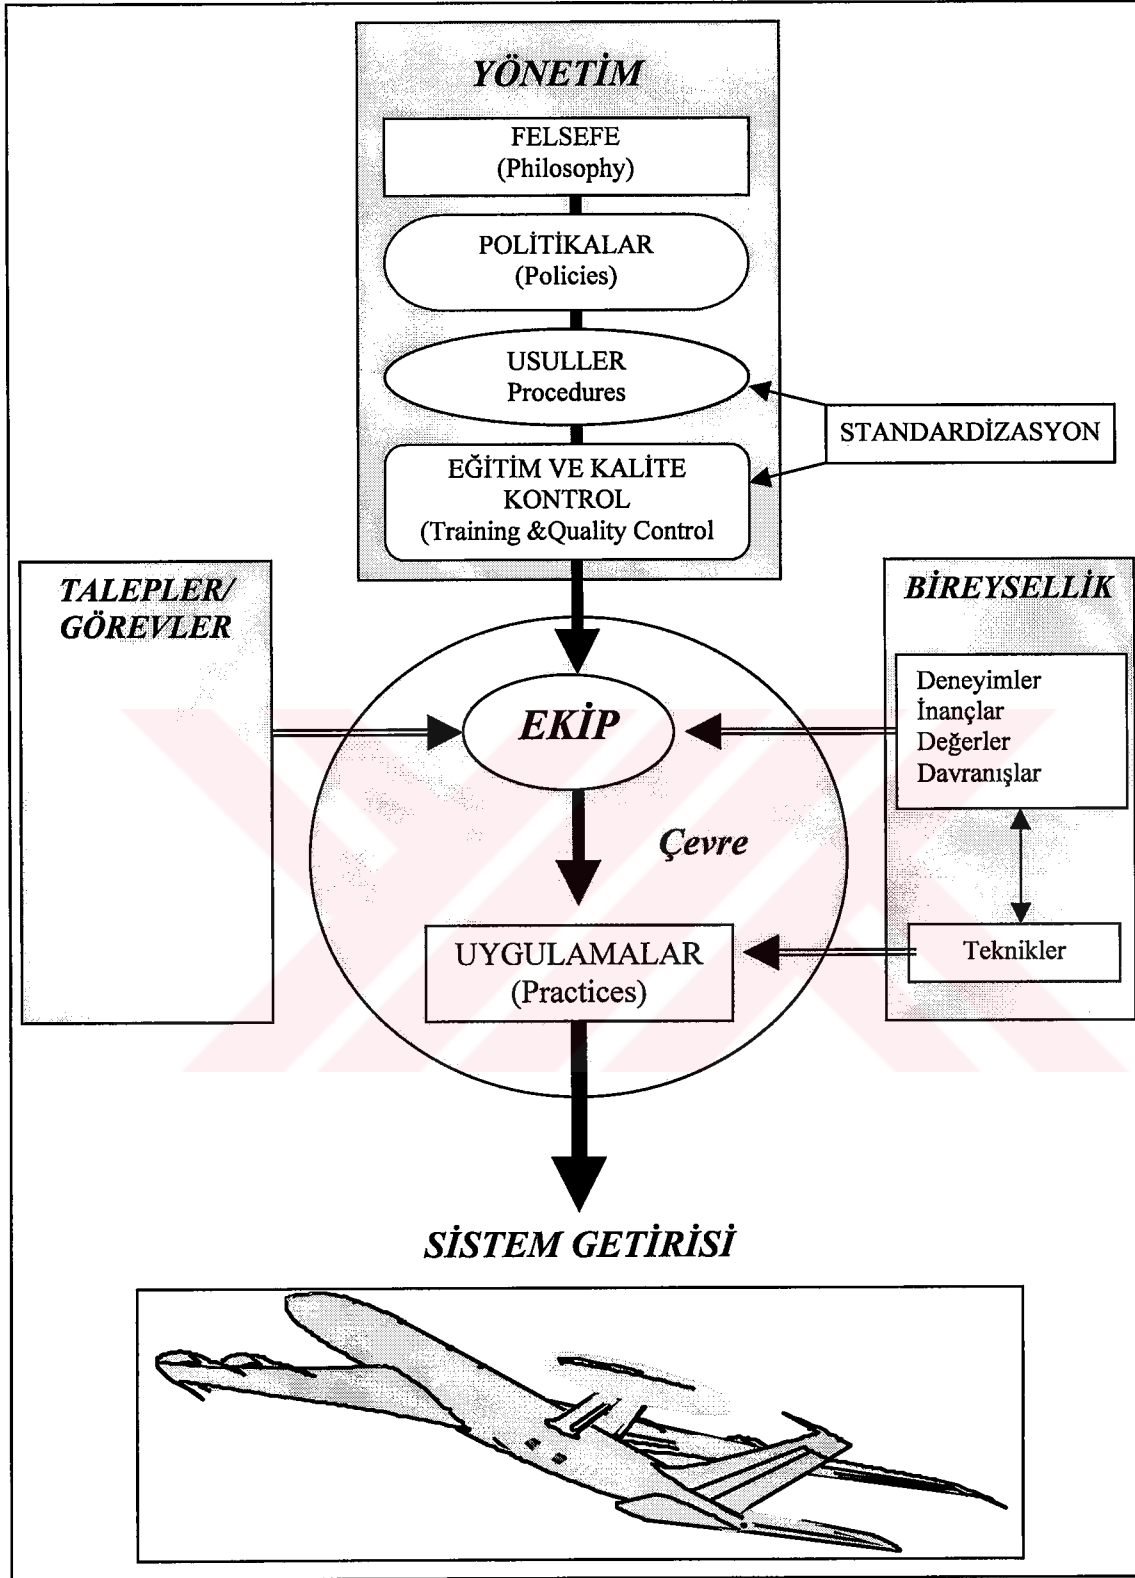 YÖNETİM
FELSEFE
(Philosophy)
POLİTİKALAR
(Policies)
USULLER
Procedures
STANDARDİZASYON
EĞİTİM VE KALİTE
KONTROL
(Training &Quality Control
TALEPLER/
GÖREVLER
BİREYSELLİK
Deneyimler
İnançlar
Değerler
Davranışlar
EKİP
Çevre
UYGULAMALAR
(Practices)
Teknikler
SİSTEM GETİRİSİ